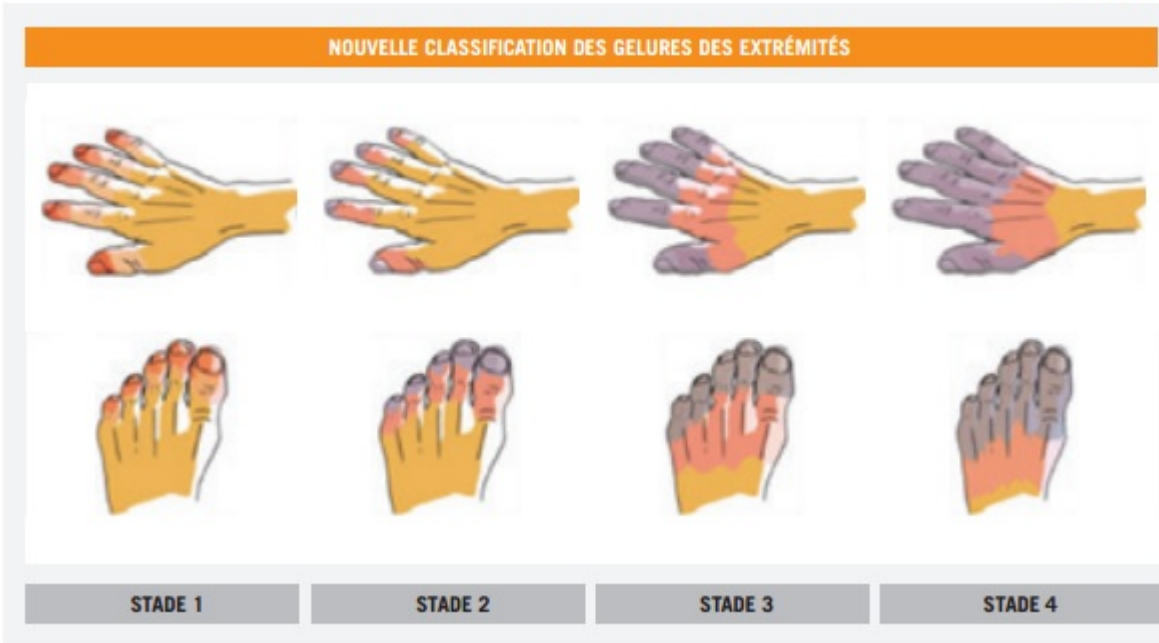 NOUVELLE CLASSIFICATION DES GELURES DES EXTRÉMITÉS
STADE 1
STADE 2
STADE 3
STADE 4